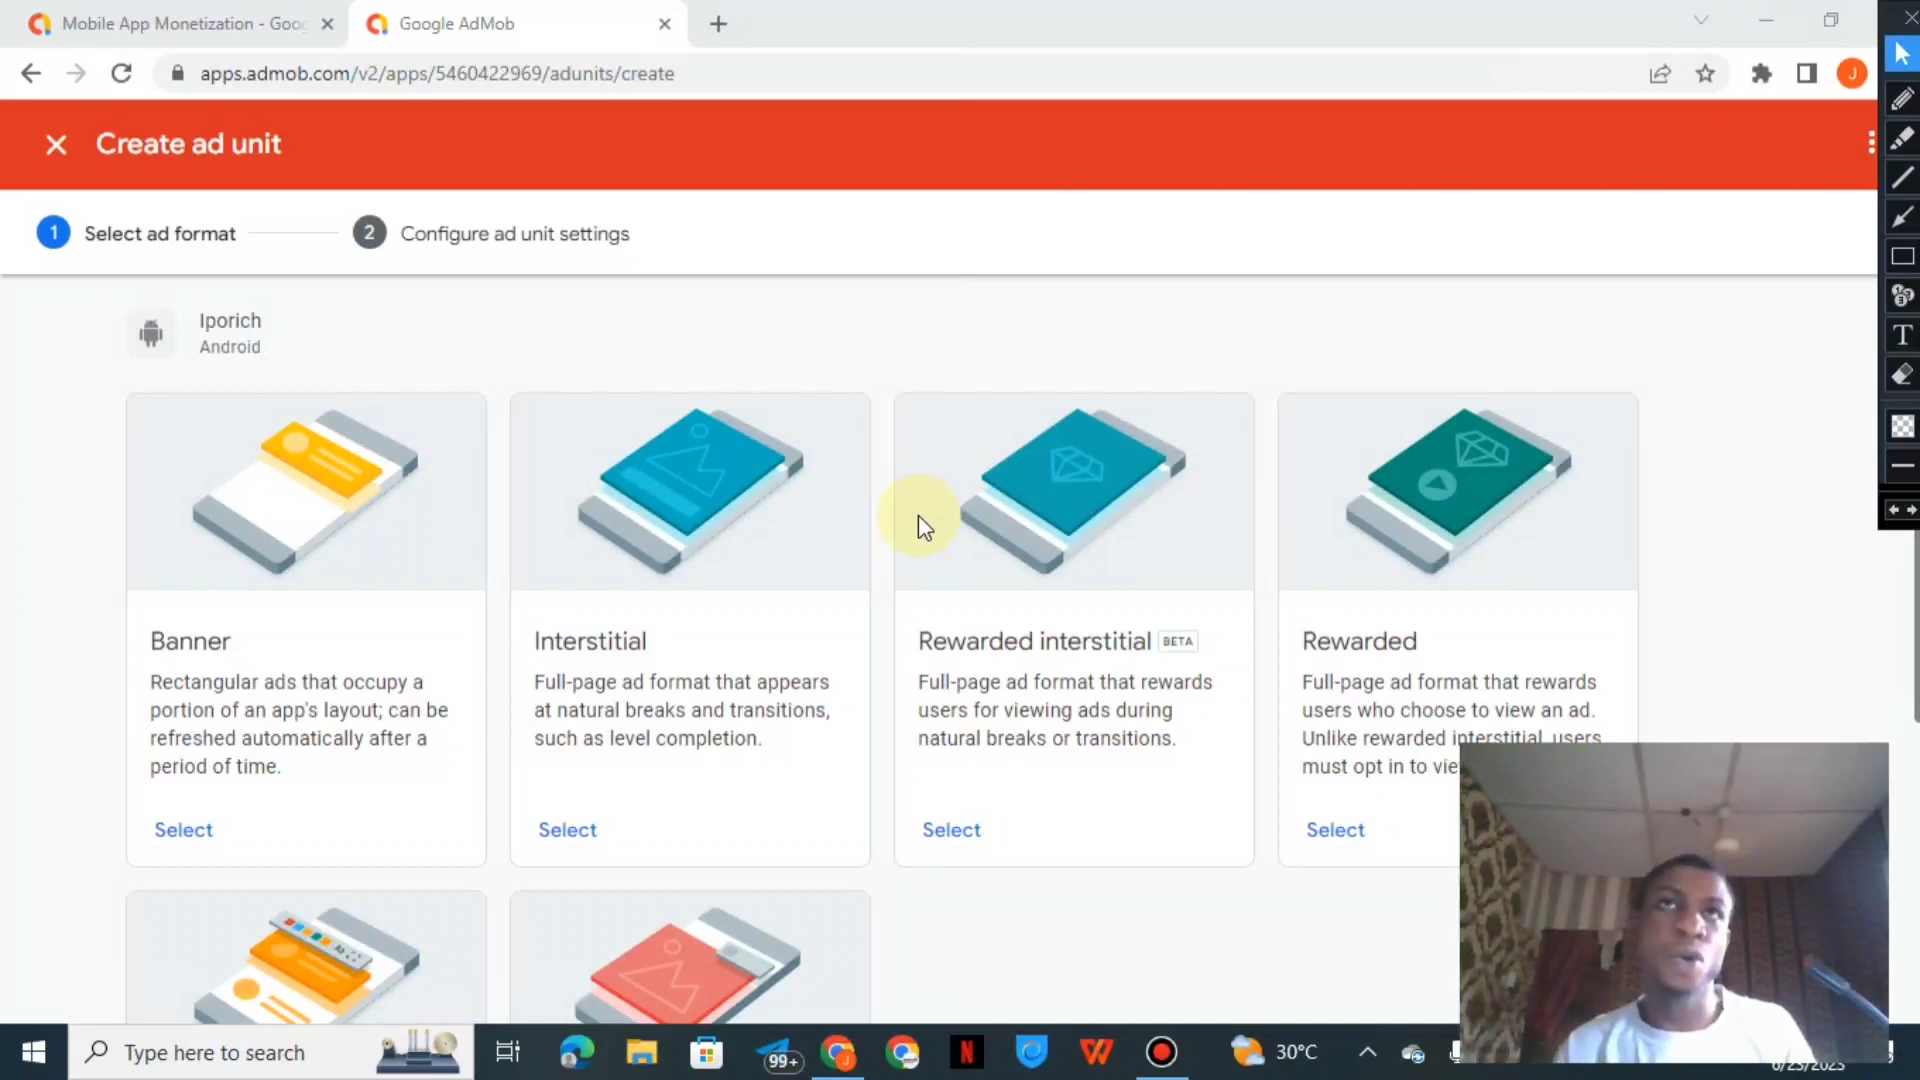 Mobile App Monetization - Goo
Google AdMob
apps.admob.com/v2/apps/5460422969/adunits/create
J
Create ad unit
1 Select ad format
2 Configure ad unit settings
Iporich
Android
Banner
Rectangular ads that occupy a
portion of an app's layout; can be
refreshed automatically after a
period of time.
Select
Interstitial
Full-page ad format that appears
at natural breaks and transitions,
such as level completion.
Select
Rewarded interstitial BETA
Full-page ad format that rewards
users for viewing ads during
natural breaks or transitions.
Select
Rewarded
Full-page ad format that rewards
users who choose to view an ad.
Unlike rewarded interstitial, users
must opt in to
Select
T
Type here to search
99+
J
N
W
30°C
6/23/2023